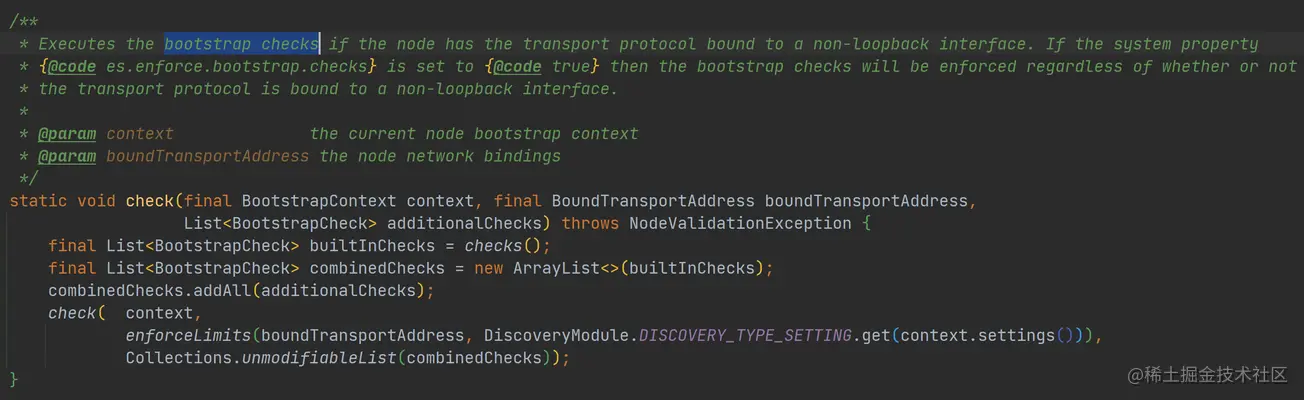 /**
 * Executes the bootstrap checks if the node has the transport protocol bound to a non-loopback interface. If the system property
 * {@code es.enforce.bootstrap.checks} is set to {@code true} then the bootstrap checks will be enforced regardless of whether or not
 * the transport protocol is bound to a non-loopback interface.
 *
 * @param context              the current node bootstrap context
 * @param boundTransportAddress the node network bindings
 */
static void check(final BootstrapContext context, final BoundTransportAddress boundTransportAddress,
                  List<BootstrapCheck> additionalChecks) throws NodeValidationException {
    final List<BootstrapCheck> builtInChecks = checks();
    final List<BootstrapCheck> combinedChecks = new ArrayList<>(builtInChecks);
    combinedChecks.addAll(additionalChecks);
    check(  context,
            enforceLimits(boundTransportAddress, DiscoveryModule.DISCOVERY_TYPE_SETTING.get(context.settings())),
            Collections.unmodifiableList(combinedChecks));
}
@稀土掘金技术社区